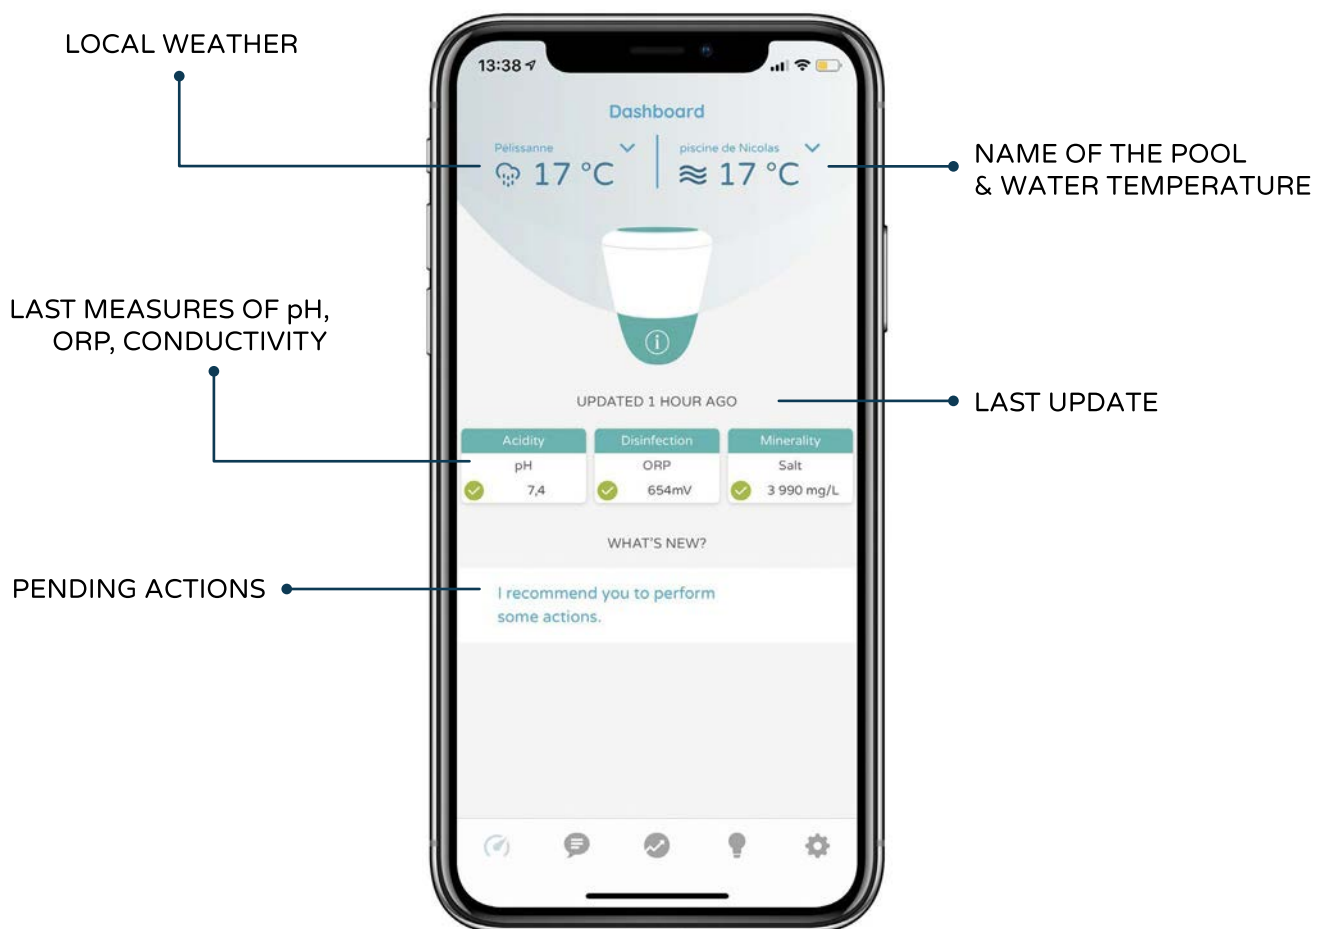 LOCAL WEATHER
13:38
Dashboard
Pélissanne
17 °C
piscine de Nicolas
17 °C
NAME OF THE POOL
& WATER TEMPERATURE
LAST MEASURES OF pH,
ORP, CONDUCTIVITY
i
UPDATED 1 HOUR AGO
LAST UPDATE
Acidity
pH
7,4
Disinfection
ORP
654mV
Minerality
Salt
3 990 mg/L
WHAT'S NEW?
PENDING ACTIONS
I recommend you to perform
some actions.